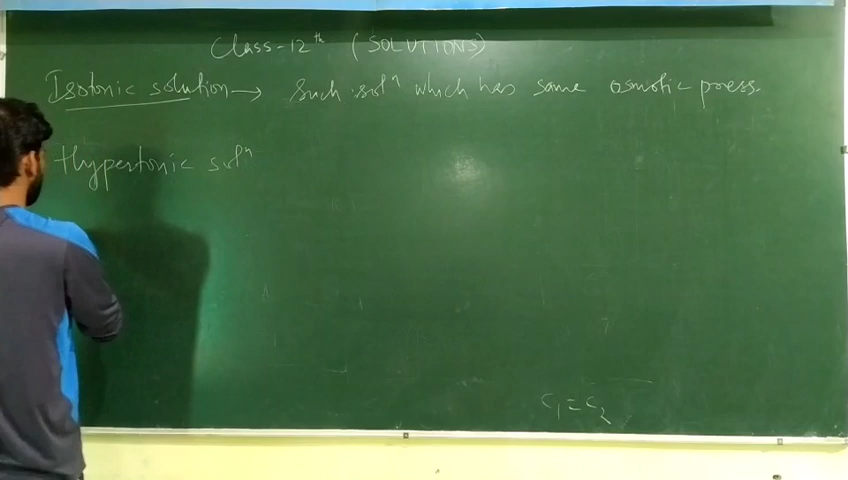 Class-12th (SOLUTIONS)
Isotonic solution → Such solⁿ which has same osmotic press.
Hypertonic solⁿ
C₁ = C₂